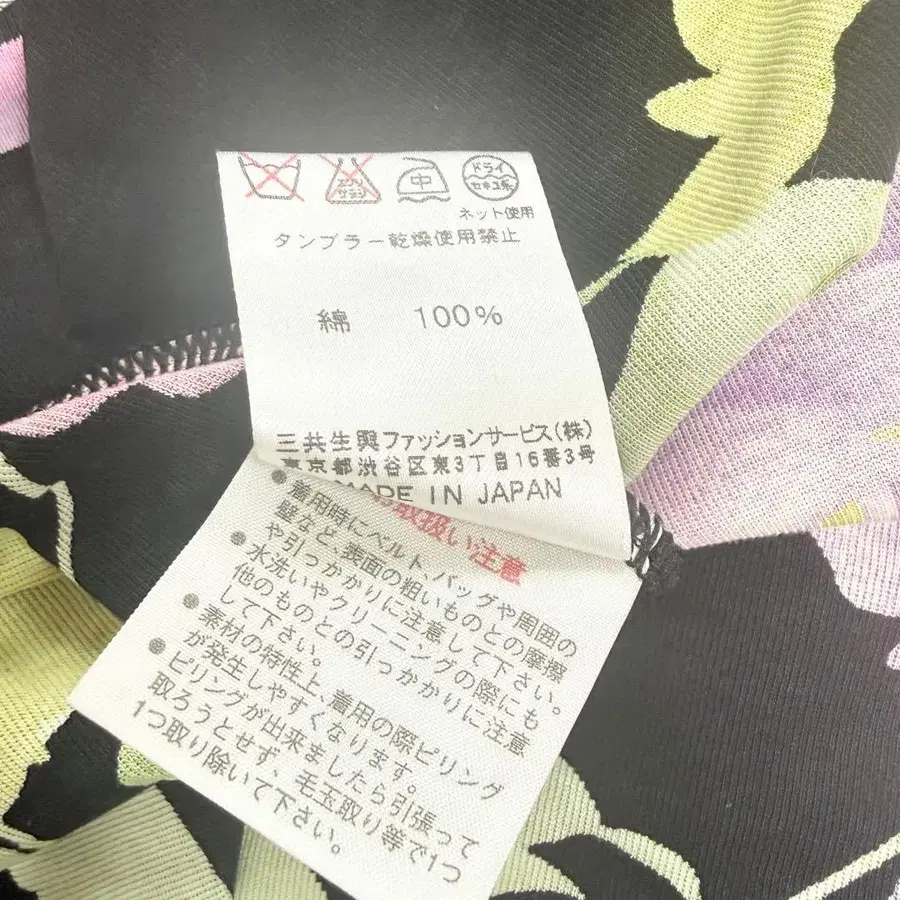 エンソ
サラシ
中
ドライ
セキユ系
ネット使用
タンブラー乾燥使用禁止
綿 100%
三共生興ファッションサービス(株)
東京都渋谷区東3丁目16番3号
MADE IN JAPAN
取扱い注意
●着用時にベルト、バッグや周囲の
壁など、表面の粗いものとの摩擦
や引っかかりに注意して下さい。
●水洗いやクリーニングの際にも
他のものとの引っかかりに注意
して下さい。
●素材の特性上、着用の際ピリング
が発生しやすくなります。
●ピリングが出来ましたら引張って
取ろうとせず、毛玉取り等で1つ
1つ取り除いて下さい。